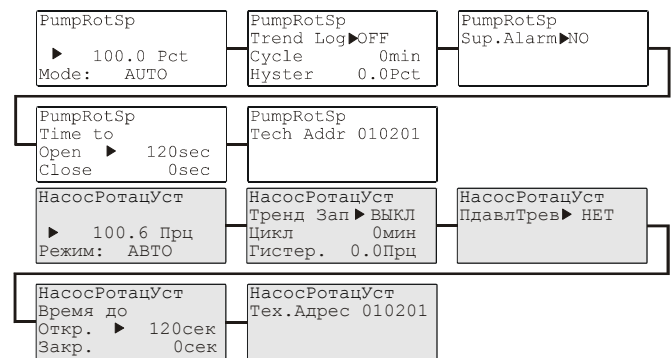 PumpRotSp
▶ 100.0 Pct
Mode: AUTO
PumpRotSp
Trend Log▶OFF
Cycle 0min
Hyster 0.0Pct
PumpRotSp
Sup.Alarm▶NO
PumpRotSp
Time to
Open ▶ 120sec
Close 0sec
PumpRotSp
Tech Addr 010201
НасосРотацУст
▶ 100.6 Прц
Режим: АВТО
НасосРотацУст
Тренд Зап▶ВЫКЛ
Цикл 0мин
Гистер. 0.0Прц
НасосРотацУст
ПдавлТрев▶ НЕТ
НасосРотацУст
Время до
Откр. ▶ 120сек
Закр. 0сек
НасосРотацУст
Тех.Адрес 010201